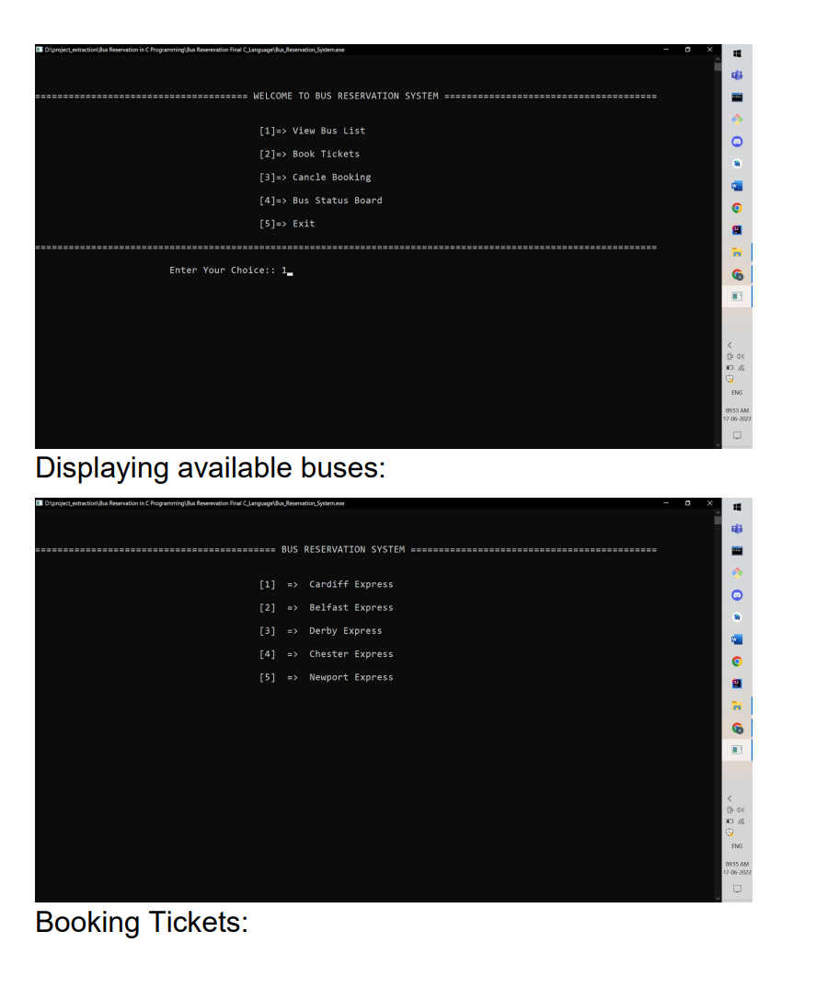 D:\project_extraction\Bus Reservation in C Programming\Bus Reserevation Final C_Language\Bus_Reservation_System.exe
====================================== WELCOME TO BUS RESERVATION SYSTEM ======================================
[1]=> View Bus List
[2]=> Book Tickets
[3]=> Cancle Booking
[4]=> Bus Status Board
[5]=> Exit
===============================================================================================================
Enter Your Choice:: 1
ENG
09:53 AM
17-06-2022
Displaying available buses:
D:\project_extraction\Bus Reservation in C Programming\Bus Reserevation Final C_Language\Bus_Reservation_System.exe
=========================================== BUS RESERVATION SYSTEM ============================================
[1] => Cardiff Express
[2] => Belfast Express
[3] => Derby Express
[4] => Chester Express
[5] => Newport Express
ENG
09:55 AM
17-06-2022
Booking Tickets: